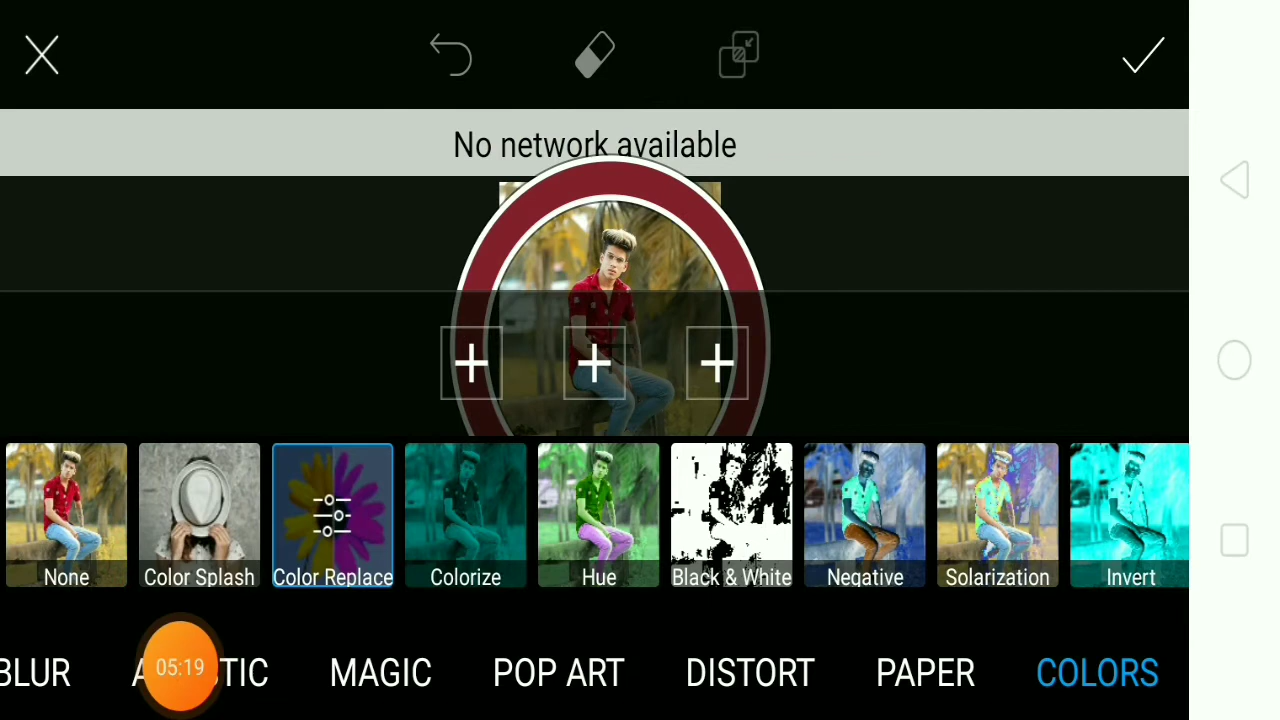 No network available
None
Color Splash
Color Replace
Colorize
Hue
Black & White
Negative
Solarization
Invert
BLUR
05:19
MAGIC
POP ART
DISTORT
PAPER
COLORS